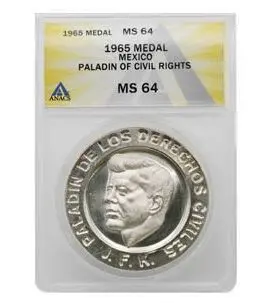 1965 MEDAL MS 64
1965 MEDAL
MEXICO
PALADIN OF CIVIL RIGHTS
MS 64
ANACS
PALADIN DE LOS DERECHOS CIVILES
J.F.K.